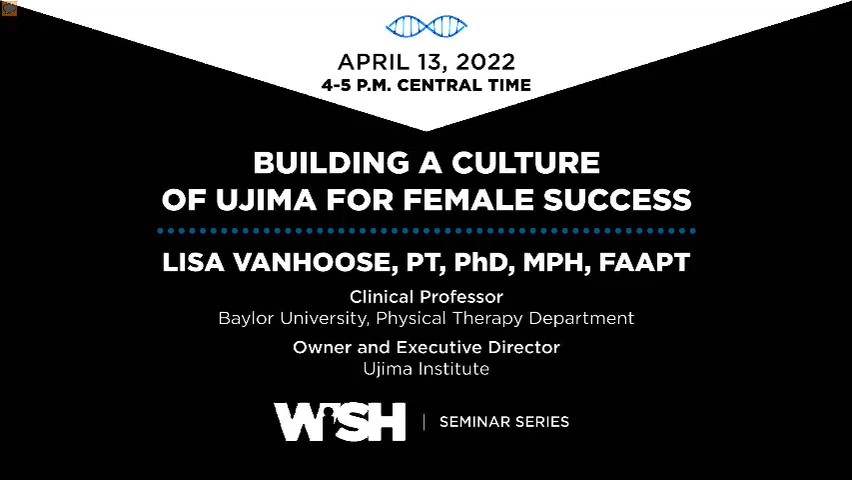 APRIL 13, 2022
4-5 P.M. CENTRAL TIME
BUILDING A CULTURE
OF UJIMA FOR FEMALE SUCCESS
LISA VANHOOSE, PT, PhD, MPH, FAAPT
Clinical Professor
Baylor University, Physical Therapy Department
Owner and Executive Director
Ujima Institute
WiSH | SEMINAR SERIES